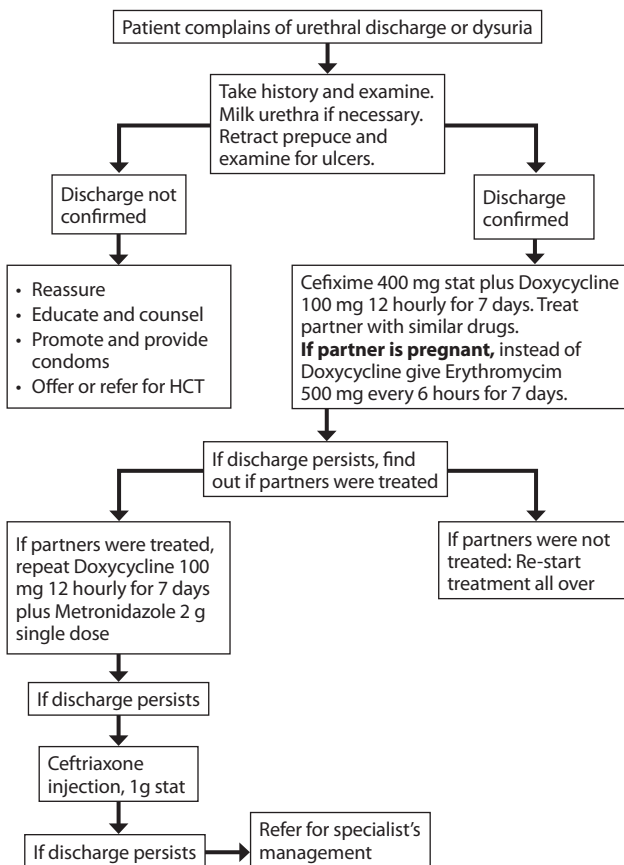 Patient complains of urethral discharge or dysuria
Take history and examine.
Milk urethra if necessary.
Retract prepuce and
examine for ulcers.
Discharge not
confirmed
Discharge
confirmed
• Reassure
• Educate and counsel
• Promote and provide
condoms
• Offer or refer for HCT
Cefixime 400 mg stat plus Doxycycline
100 mg 12 hourly for 7 days. Treat
partner with similar drugs.
If partner is pregnant, instead of
Doxycycline give Erythromycim
500 mg every 6 hours for 7 days.
If discharge persists, find
out if partners were treated
If partners were treated,
repeat Doxycycline 100
mg 12 hourly for 7 days
plus Metronidazole 2 g
single dose
If partners were not
treated: Re-start
treatment all over
If discharge persists
Ceftriaxone
injection, 1g stat
If discharge persists
Refer for specialist’s
management